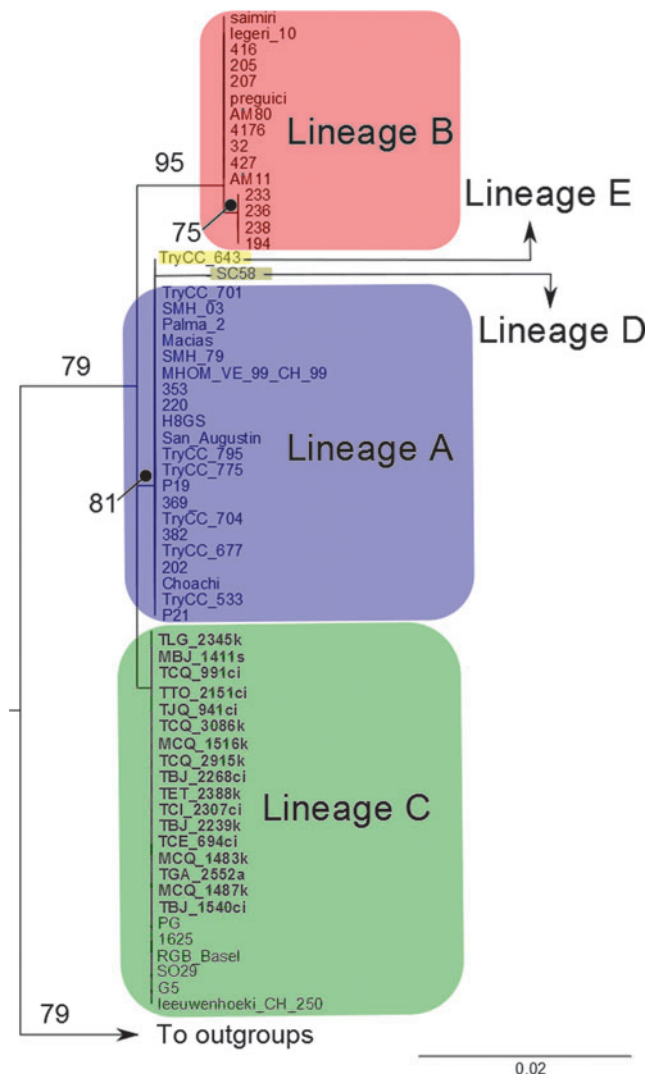 saimiri
legeri_10
416
205
207
preguici
AM80
4176
32
427
AM11
233
236
238
194
Lineage B
95
75
Lineage E
TryCC_643
SC58
Lineage D
TryCC_701
SMH_03
Palma_2
Macias
SMH_79
MHOM_VE_99_CH_99
353
220
H8GS
San_Augustin
TryCC_795
TryCC_775
P19
369_
TryCC_704
382
TryCC_677
202
Choachi
TryCC_533
P21
Lineage A
79
81
TLG_2345k
MBJ_1411s
TCQ_991ci
TTO_2151ci
TJQ_941ci
TCQ_3086k
MCQ_1516k
TCQ_2915k
TBJ_2268ci
TET_2388k
TCI_2307ci
TBJ_2239k
TCE_694ci
MCQ_1483k
TGA_2552a
MCQ_1487k
TBJ_1540ci
PG
1625
RGB_Basel
SO29
G5
leeuwenhoeki_CH_250
Lineage C
79
To outgroups
0.02